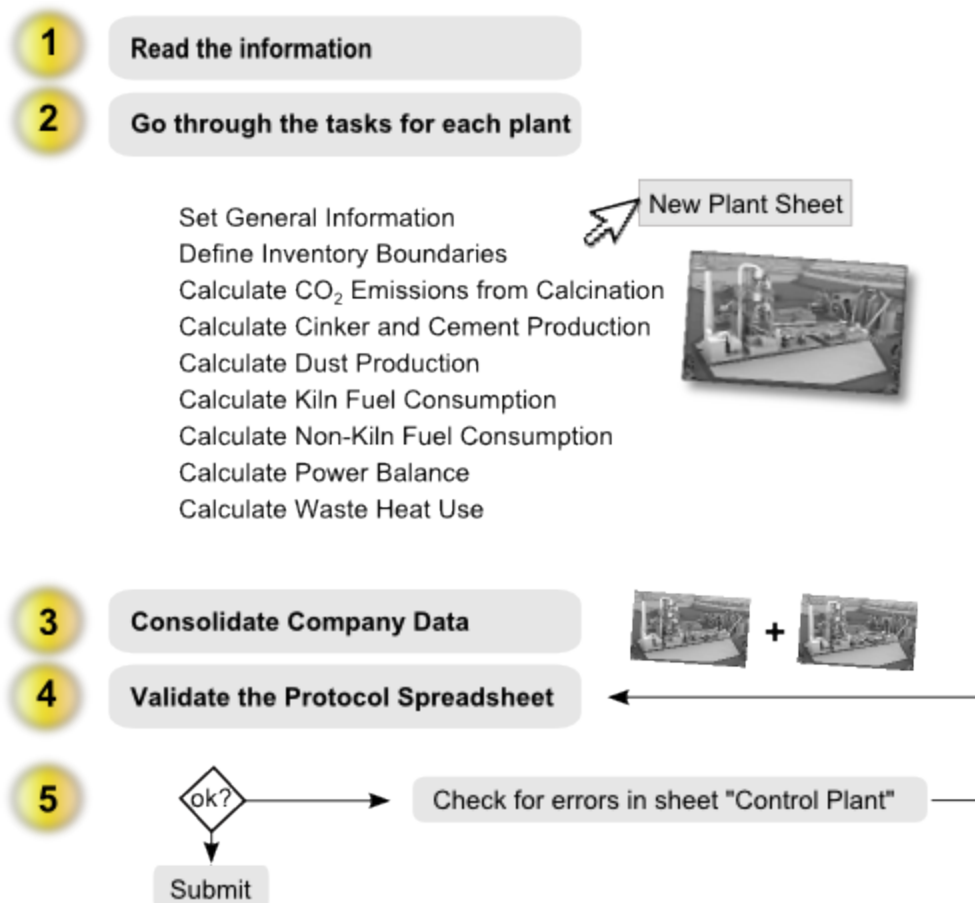 1
Read the information
2
Go through the tasks for each plant
New Plant Sheet
Set General Information
Define Inventory Boundaries
Calculate CO₂ Emissions from Calcination
Calculate Cinker and Cement Production
Calculate Dust Production
Calculate Kiln Fuel Consumption
Calculate Non-Kiln Fuel Consumption
Calculate Power Balance
Calculate Waste Heat Use
3
Consolidate Company Data
+
4
Validate the Protocol Spreadsheet
5
ok?
Check for errors in sheet "Control Plant"
Submit